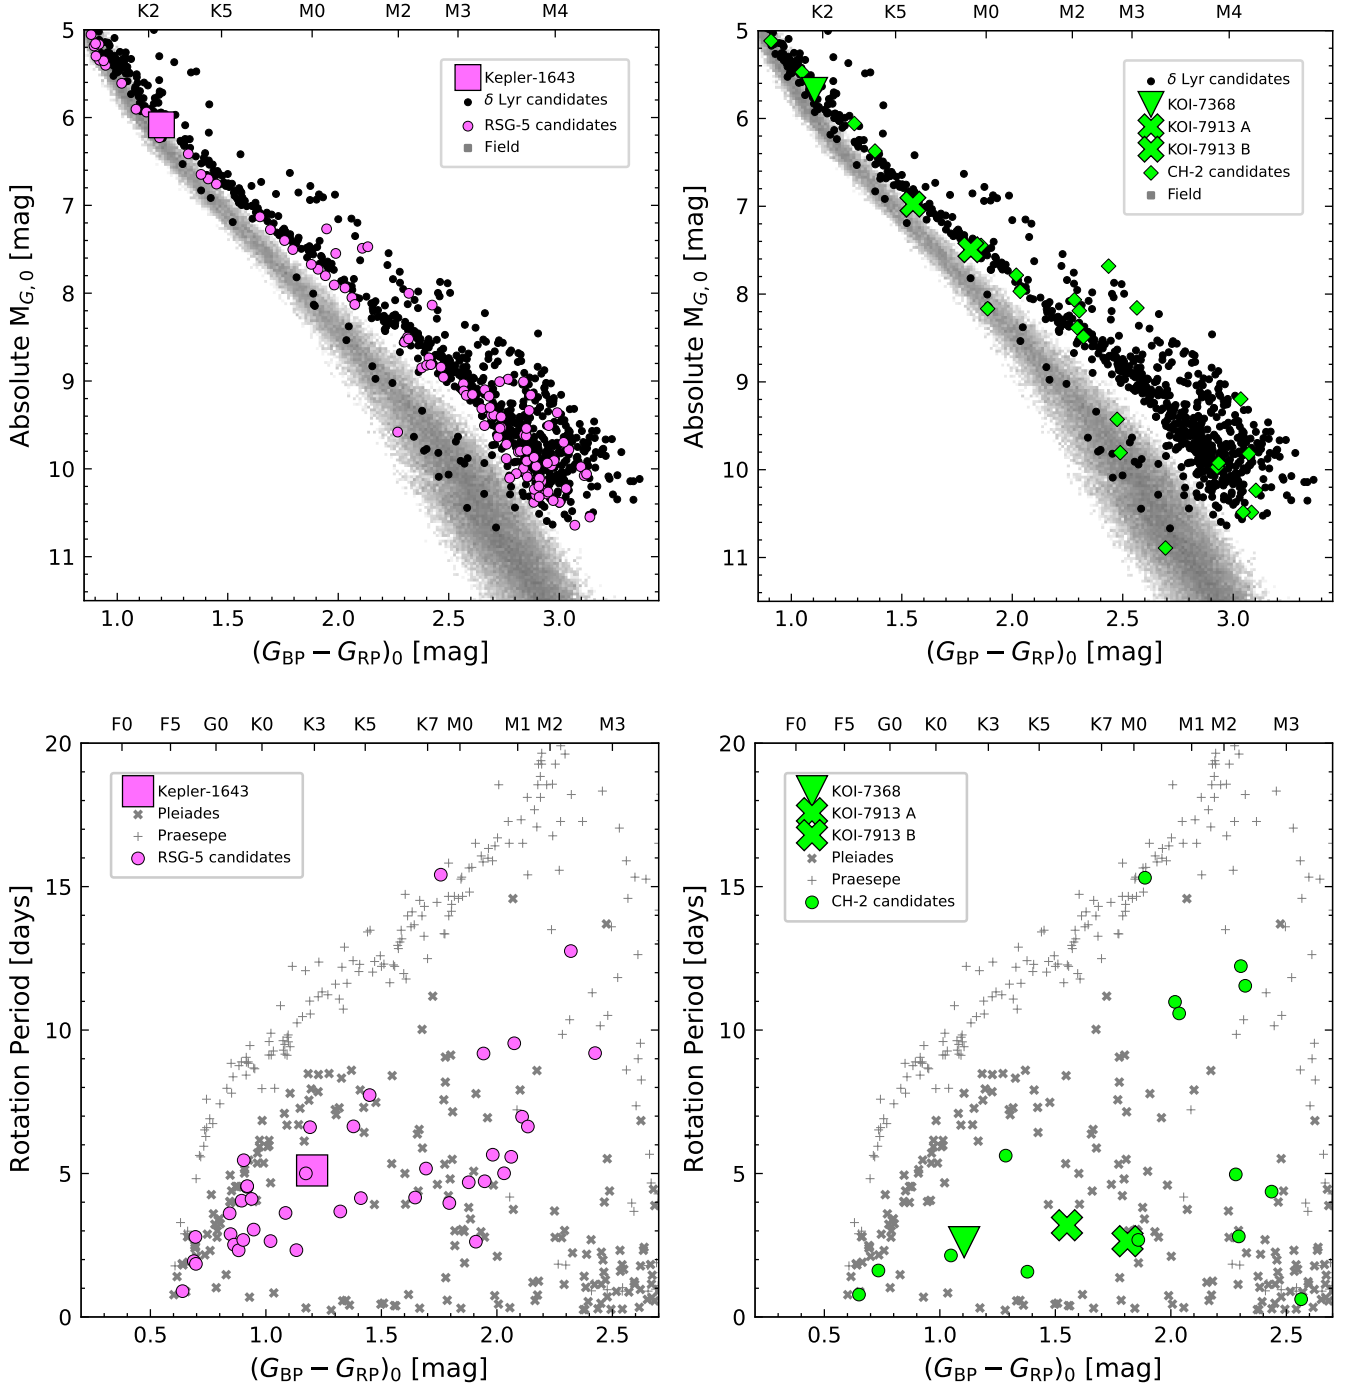 K2 K5 M0 M2 M3 M4
5
6
7
8
9
10
11
Absolute M_G,0 [mag]
Kepler-1643
δ Lyr candidates
RSG-5 candidates
Field
1.0 1.5 2.0 2.5 3.0
(G_BP − G_RP)_0 [mag]
K2 K5 M0 M2 M3 M4
5
6
7
8
9
10
11
Absolute M_G,0 [mag]
δ Lyr candidates
KOI-7368
KOI-7913 A
KOI-7913 B
CH-2 candidates
Field
1.0 1.5 2.0 2.5 3.0
(G_BP − G_RP)_0 [mag]
F0 F5 G0 K0 K3 K5 K7 M0 M1 M2 M3
20
15
10
5
0
Rotation Period [days]
Kepler-1643
Pleiades
Praesepe
RSG-5 candidates
0.5 1.0 1.5 2.0 2.5
(G_BP − G_RP)_0 [mag]
F0 F5 G0 K0 K3 K5 K7 M0 M1 M2 M3
20
15
10
5
0
Rotation Period [days]
KOI-7368
KOI-7913 A
KOI-7913 B
Pleiades
Praesepe
CH-2 candidates
0.5 1.0 1.5 2.0 2.5
(G_BP − G_RP)_0 [mag]